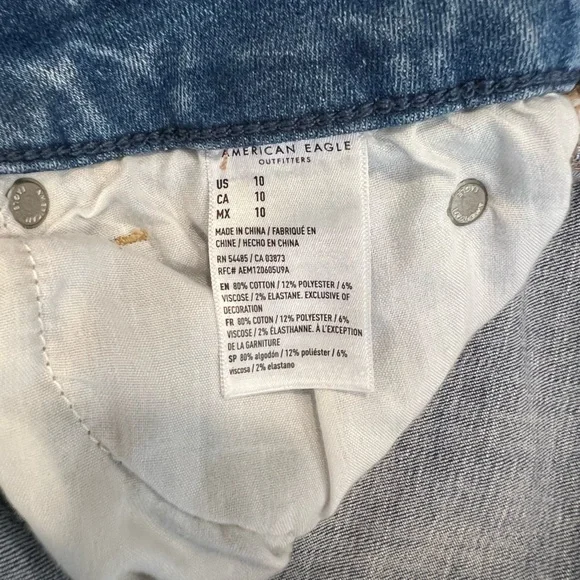 AMERICAN EAGLE
OUTFITTERS
US 10
CA 10
MX 10
MADE IN CHINA / FABRIQUÉ EN
CHINE / HECHO EN CHINA
RN 54485 / CA 03873
RFC# AEM120605U9A
EN 80% COTTON / 12% POLYESTER / 6%
VISCOSE / 2% ELASTANE. EXCLUSIVE OF
DECORATION
FR 80% COTON / 12% POLYESTER / 6%
VISCOSE / 2% ÉLASTHANNE. À L'EXCEPTION
DE LA GARNITURE
SP 80% algodón / 12% poliéster / 6%
viscosa / 2% elastano